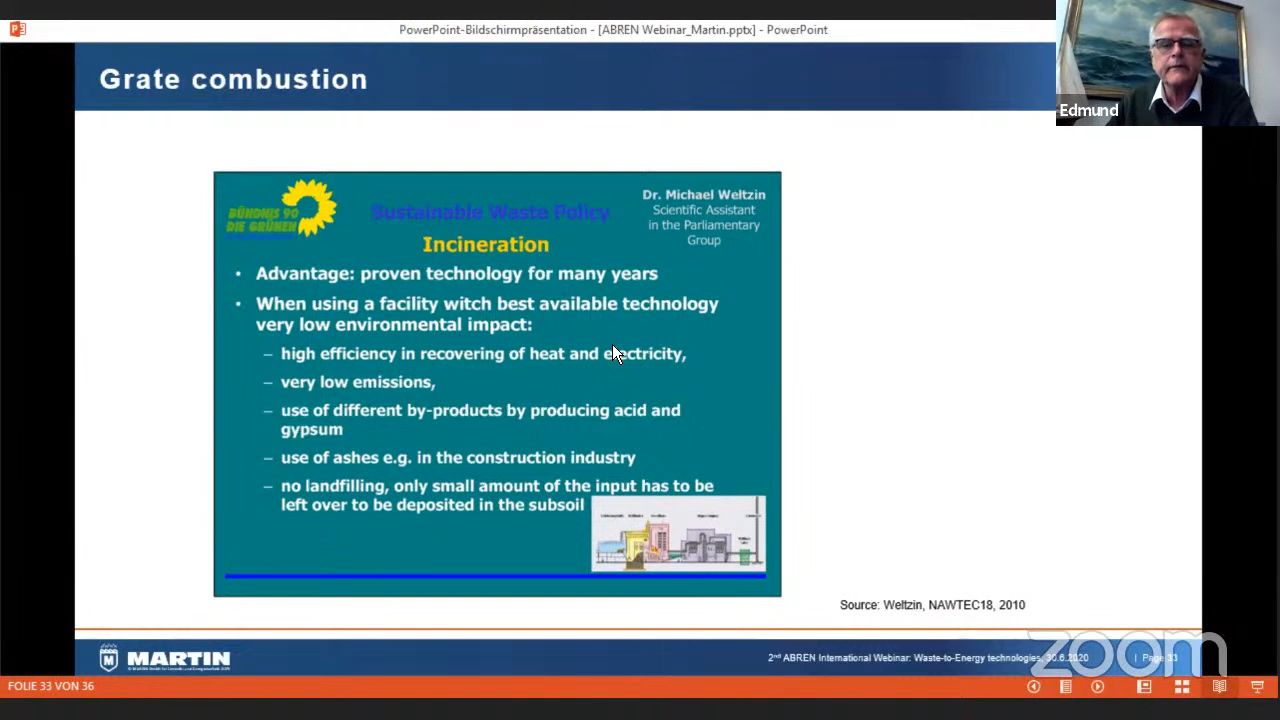 PowerPoint-Bildschirmpräsentation - [ABREN Webinar_Martin.pptx] - PowerPoint
Grate combustion
Edmund
BÜNDNIS 90
DIE GRÜNEN
Sustainable Waste Policy
Dr. Michael Weltzin
Scientific Assistant
in the Parliamentary
Group
Incineration
• Advantage: proven technology for many years
• When using a facility witch best available technology
very low environmental impact:
– high efficiency in recovering of heat and electricity,
– very low emissions,
– use of different by-products by producing acid and
gypsum
– use of ashes e.g. in the construction industry
– no landfilling, only small amount of the input has to be
left over to be deposited in the subsoil
Source: Weltzin, NAWTEC18, 2010
MARTIN
2nd ABREN International Webinar: Waste-to-Energy technologies, 30.6.2020 | Page 33
zoom
FOLIE 33 VON 36